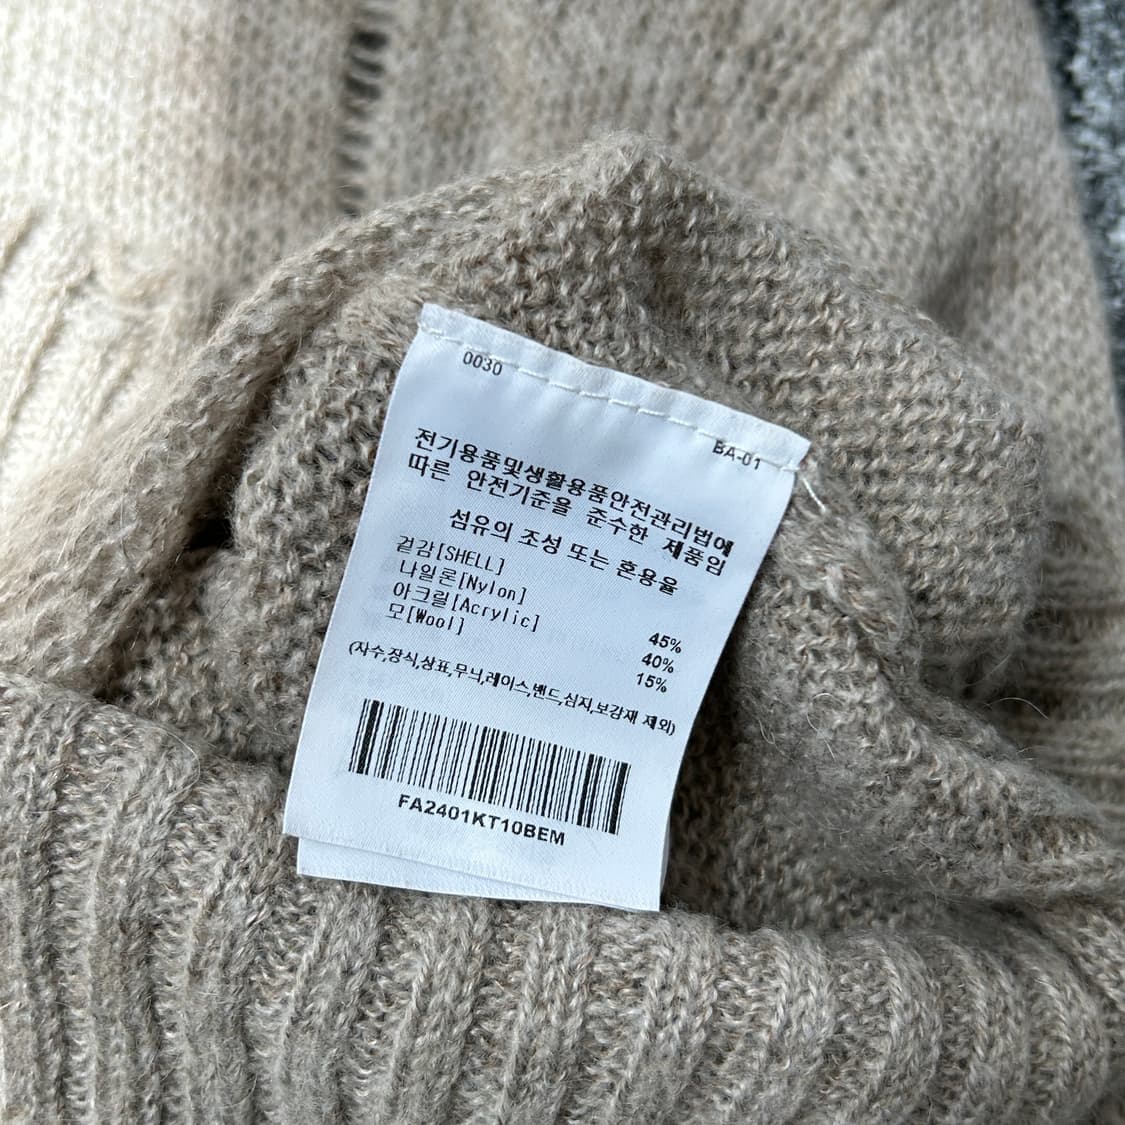 0030
BA-01
전기용품및생활용품안전관리법에
따른 안전기준을 준수한 제품임
섬유의 조성 또는 혼용율
겉감[SHELL]
나일론[Nylon] 45%
아크릴[Acrylic] 40%
모[Wool] 15%
(자수,장식,상표,무늬,레이스,밴드,심지,보강재 제외)
FA2401KT10BEM